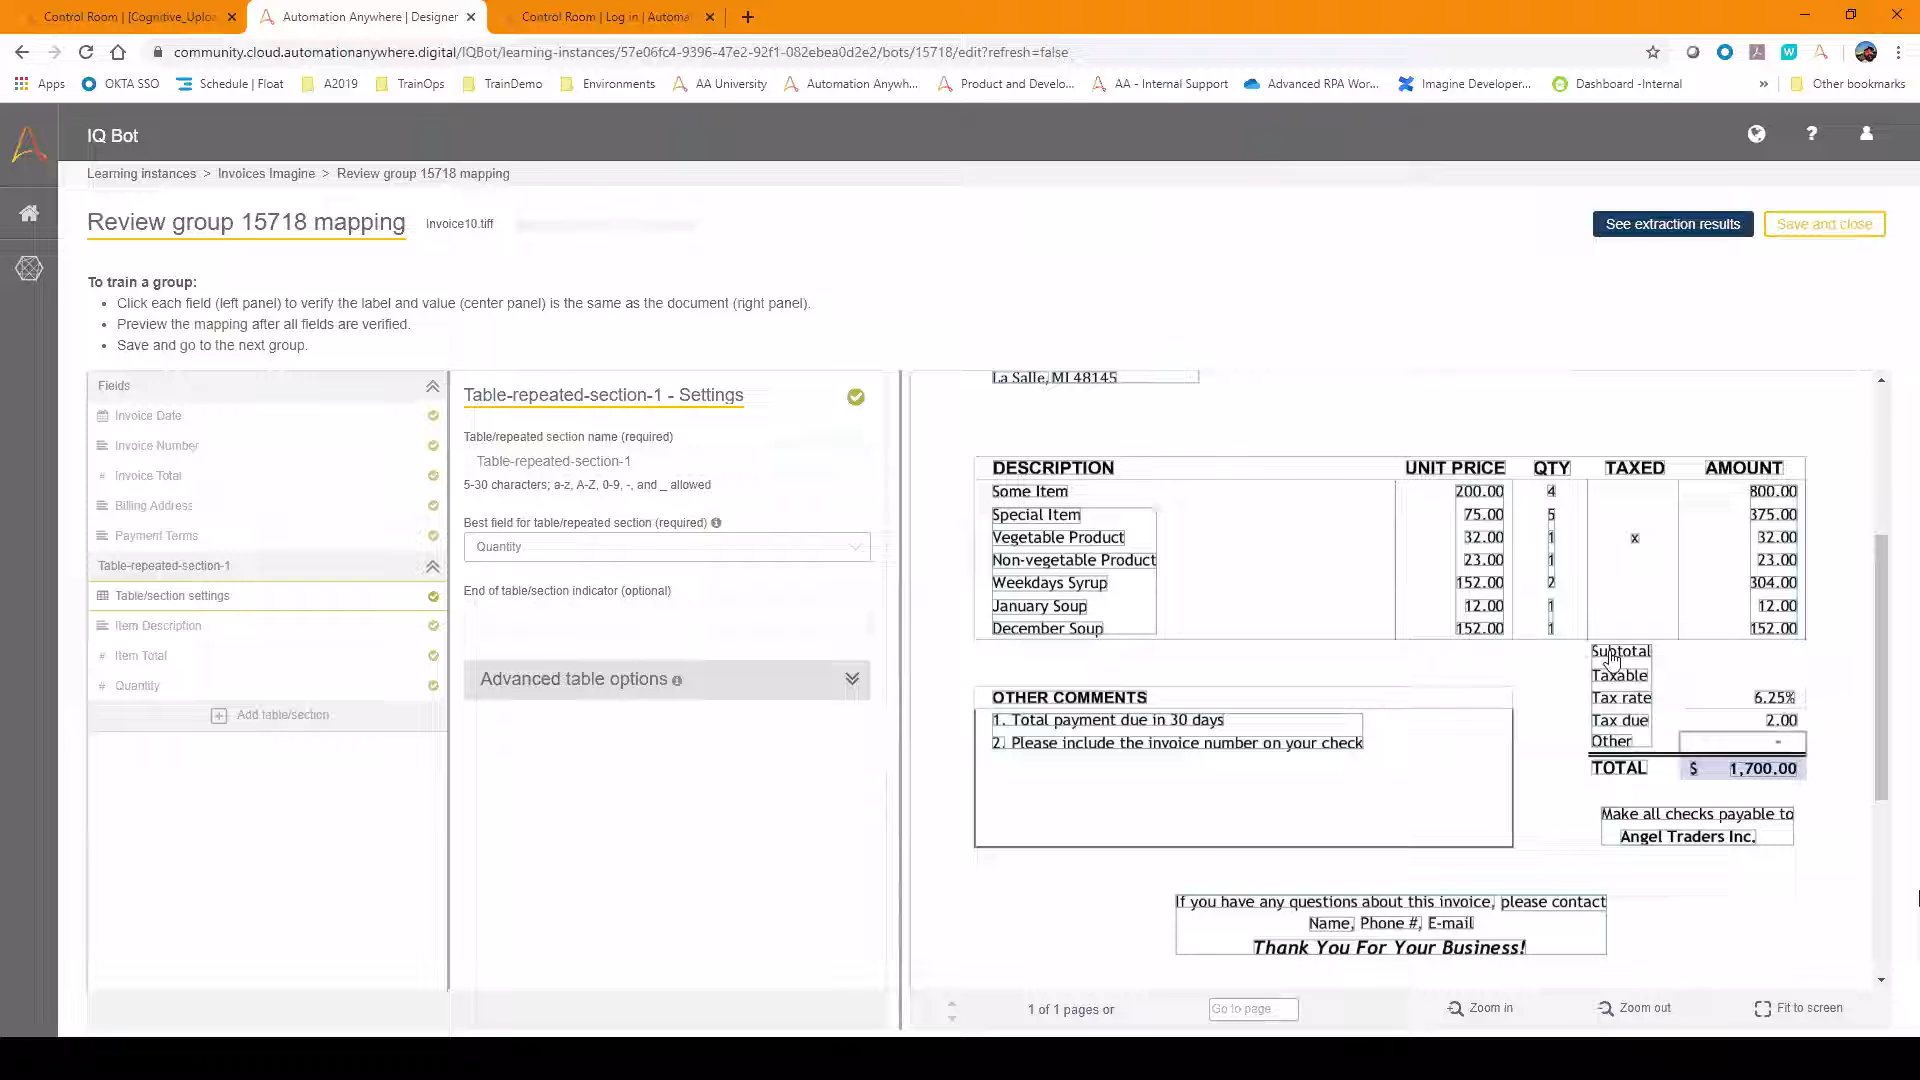 Control Room | [Cognitive_Uploa
Automation Anywhere | Designer
Control Room | Log in | Automa
community.cloud.automationanywhere.digital/IQBot/learning-instances/57e06fc4-9396-47e2-92f1-082ebea0d2e2/bots/15718/edit?refresh=false
Apps
OKTA SSO
Schedule | Float
A2019
TrainOps
TrainDemo
Environments
AA University
Automation Anywh...
Product and Develo...
AA - Internal Support
Advanced RPA Wor...
Imagine Developer...
Dashboard -Internal
»
Other bookmarks
IQ Bot
Learning instances > Invoices Imagine > Review group 15718 mapping
Review group 15718 mapping
Invoice10.tiff
See extraction results
Save and close
To train a group:
• Click each field (left panel) to verify the label and value (center panel) is the same as the document (right panel).
• Preview the mapping after all fields are verified.
• Save and go to the next group.
Fields
Invoice Date
Invoice Number
# Invoice Total
Billing Address
Payment Terms
Table-repeated-section-1
Table/section settings
Item Description
# Item Total
# Quantity
Add table/section
Table-repeated-section-1 - Settings
Table/repeated section name (required)
Table-repeated-section-1
5-30 characters; a-z, A-Z, 0-9, -, and _ allowed
Best field for table/repeated section (required)
Quantity
End of table/section indicator (optional)
Advanced table options
La Salle, MI 48145
DESCRIPTION UNIT PRICE QTY TAXED AMOUNT
Some Item 200.00 4 800.00
Special Item 75.00 5 375.00
Vegetable Product 32.00 1 x 32.00
Non-vegetable Product 23.00 1 23.00
Weekdays Syrup 152.00 2 304.00
January Soup 12.00 1 12.00
December Soup 152.00 1 152.00
Subtotal
Taxable
Tax rate 6.25%
Tax due 2.00
Other -
TOTAL $ 1,700.00
OTHER COMMENTS
1. Total payment due in 30 days
2. Please include the invoice number on your check
Make all checks payable to
Angel Traders Inc.
If you have any questions about this invoice, please contact
Name, Phone #, E-mail
Thank You For Your Business!
1 of 1 pages or
Go to page
Zoom in
Zoom out
Fit to screen